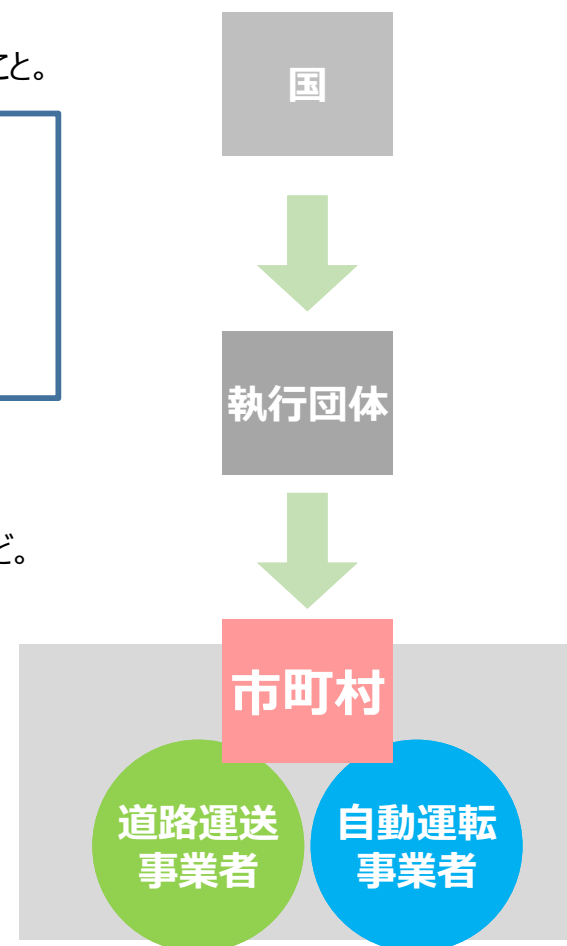 こと。
国
執行団体
ど。
市町村
道路運送
事業者
自動運転
事業者